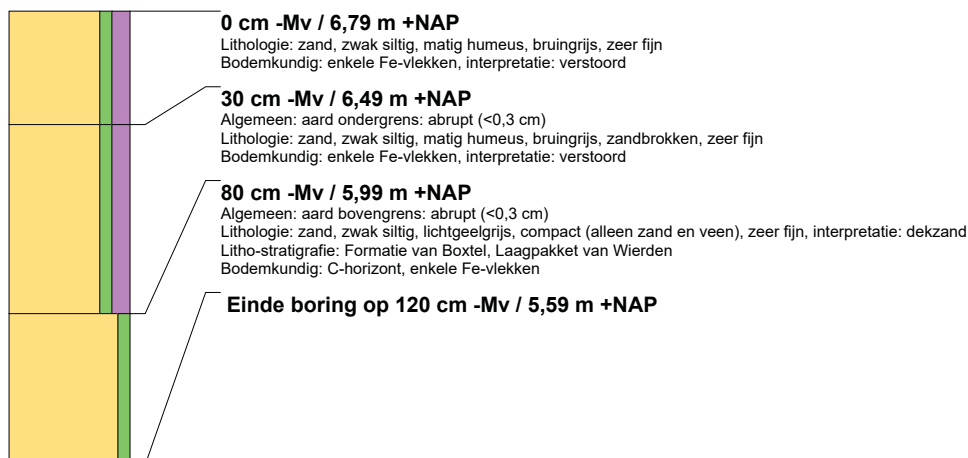 0 cm -Mv / 6,79 m +NAP
Lithologie: zand, zwak siltig, matig humeus, bruingrijs, zeer fijn
Bodemkundig: enkele Fe-vlekken, interpretatie: verstoord
30 cm -Mv / 6,49 m +NAP
Algemeen: aard ondergrens: abrupt (<0,3 cm)
Lithologie: zand, zwak siltig, matig humeus, bruingrijs, zandbrokken, zeer fijn
Bodemkundig: enkele Fe-vlekken, interpretatie: verstoord
80 cm -Mv / 5,99 m +NAP
Algemeen: aard bovengrens: abrupt (<0,3 cm)
Lithologie: zand, zwak siltig, lichtgeelgrijs, compact (alleen zand en veen), zeer fijn, interpretatie: dekzand
Litho-stratigrafie: Formatie van Boxtel, Laagpakket van Wierden
Bodemkundig: C-horizont, enkele Fe-vlekken
Einde boring op 120 cm -Mv / 5,59 m +NAP